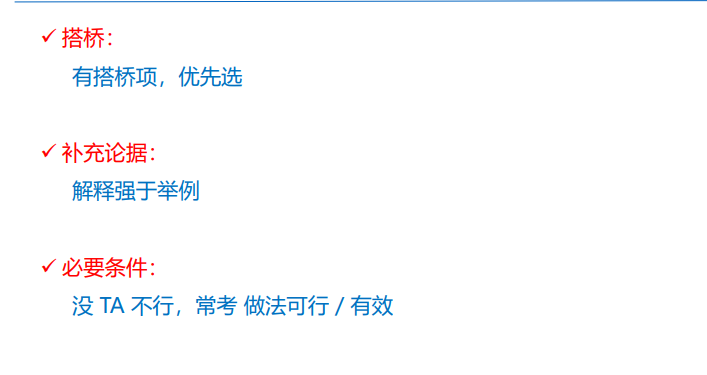 ✓ 搭桥：
有搭桥项，优先选
✓ 补充论据：
解释强于举例
✓ 必要条件：
没 TA 不行，常考 做法可行 / 有效